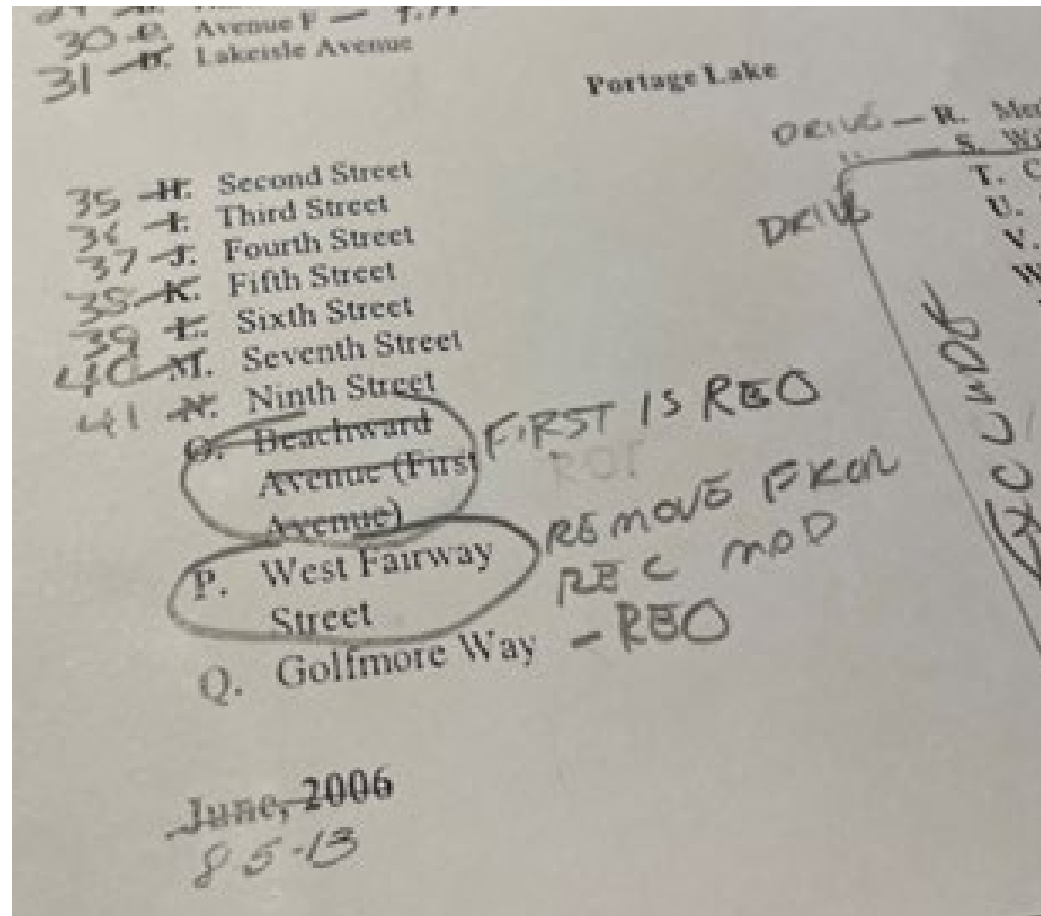 30 Avenue F —
31 D. Lakeisle Avenue
Portage Lake
DRIVE — R.
— S.
T. C
U.
V.
W
DRIVE
35 H. Second Street
36 I. Third Street
37 J. Fourth Street
38 K. Fifth Street
39 L. Sixth Street
40 M. Seventh Street
41 N. Ninth Street
O. Beachward
Avenue (First
Avenue)
FIRST IS REO
P. West Fairway
Street
REMOVE FROM
REC MOD
Q. Golfmore Way - REO
June, 2006
8 5-13